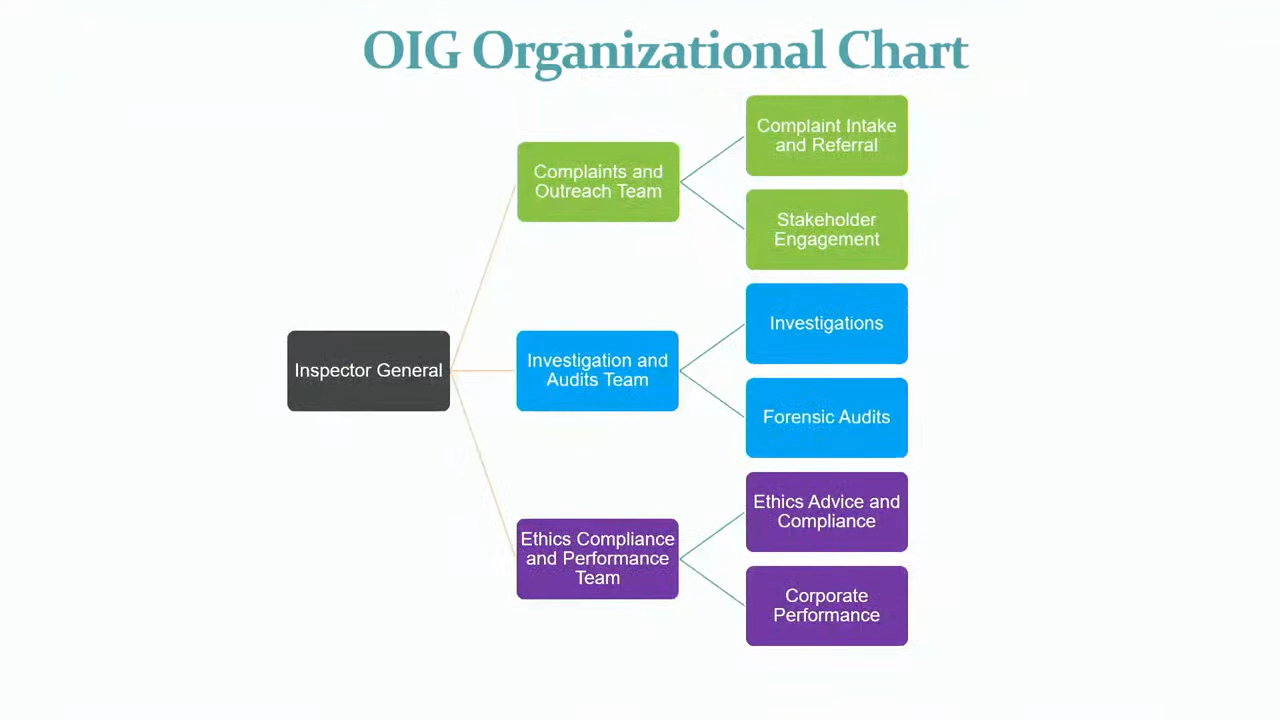 OIG Organizational Chart
Complaint Intake
and Referral
Complaints and
Outreach Team
Stakeholder
Engagement
Investigations
Inspector General
Investigation and
Audits Team
Forensic Audits
Ethics Advice and
Compliance
Ethics Compliance
and Performance
Team
Corporate
Performance